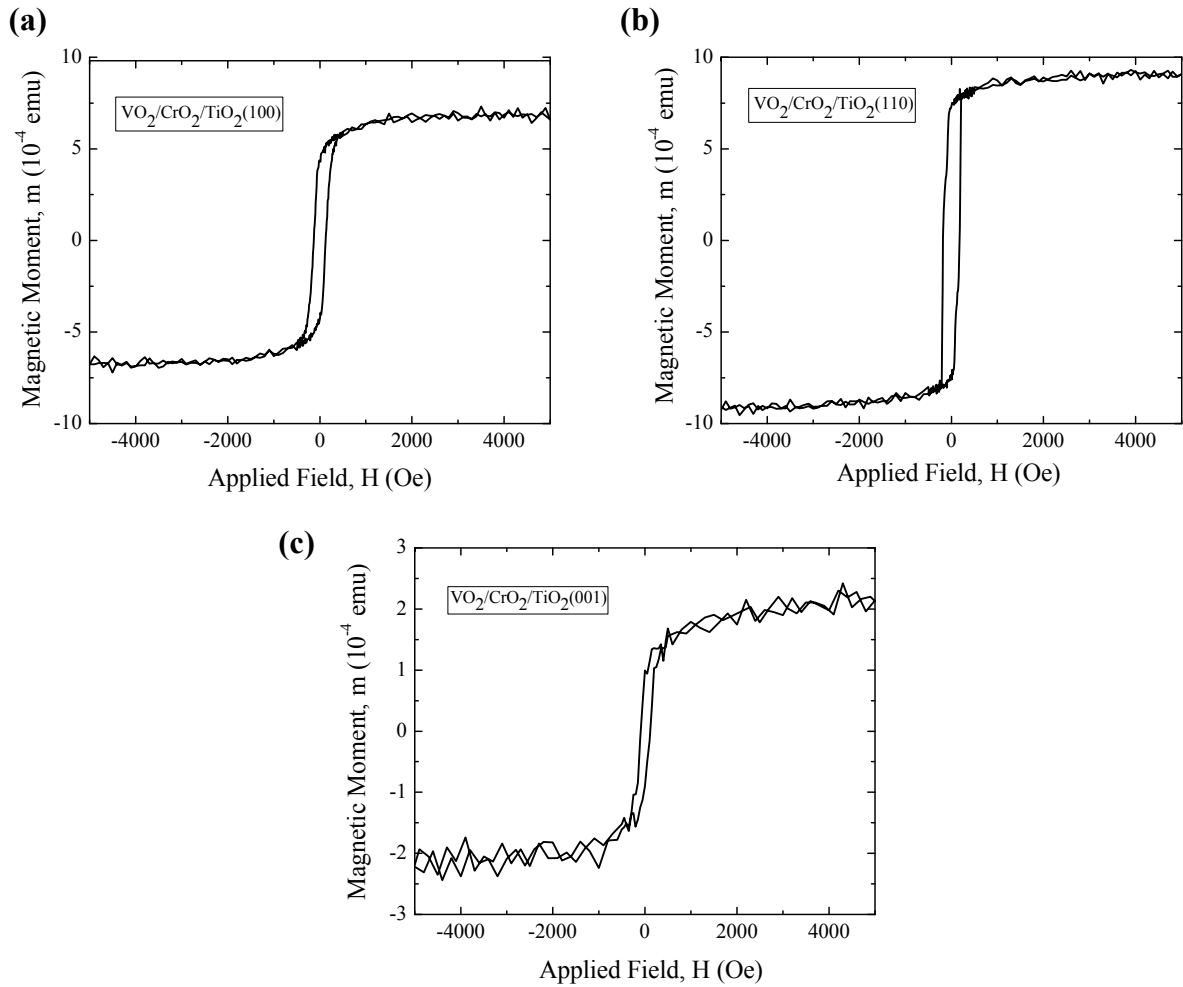 (a)
10
5
0
-5
-10
Magnetic Moment, m (10⁻⁴ emu)
VO₂/CrO₂/TiO₂(100)
-4000 -2000 0 2000 4000
Applied Field, H (Oe)
(b)
10
5
0
-5
-10
Magnetic Moment, m (10⁻⁴ emu)
VO₂/CrO₂/TiO₂(110)
-4000 -2000 0 2000 4000
Applied Field, H (Oe)
(c)
3
2
1
0
-1
-2
-3
Magnetic Moment, m (10⁻⁴ emu)
VO₂/CrO₂/TiO₂(001)
-4000 -2000 0 2000 4000
Applied Field, H (Oe)